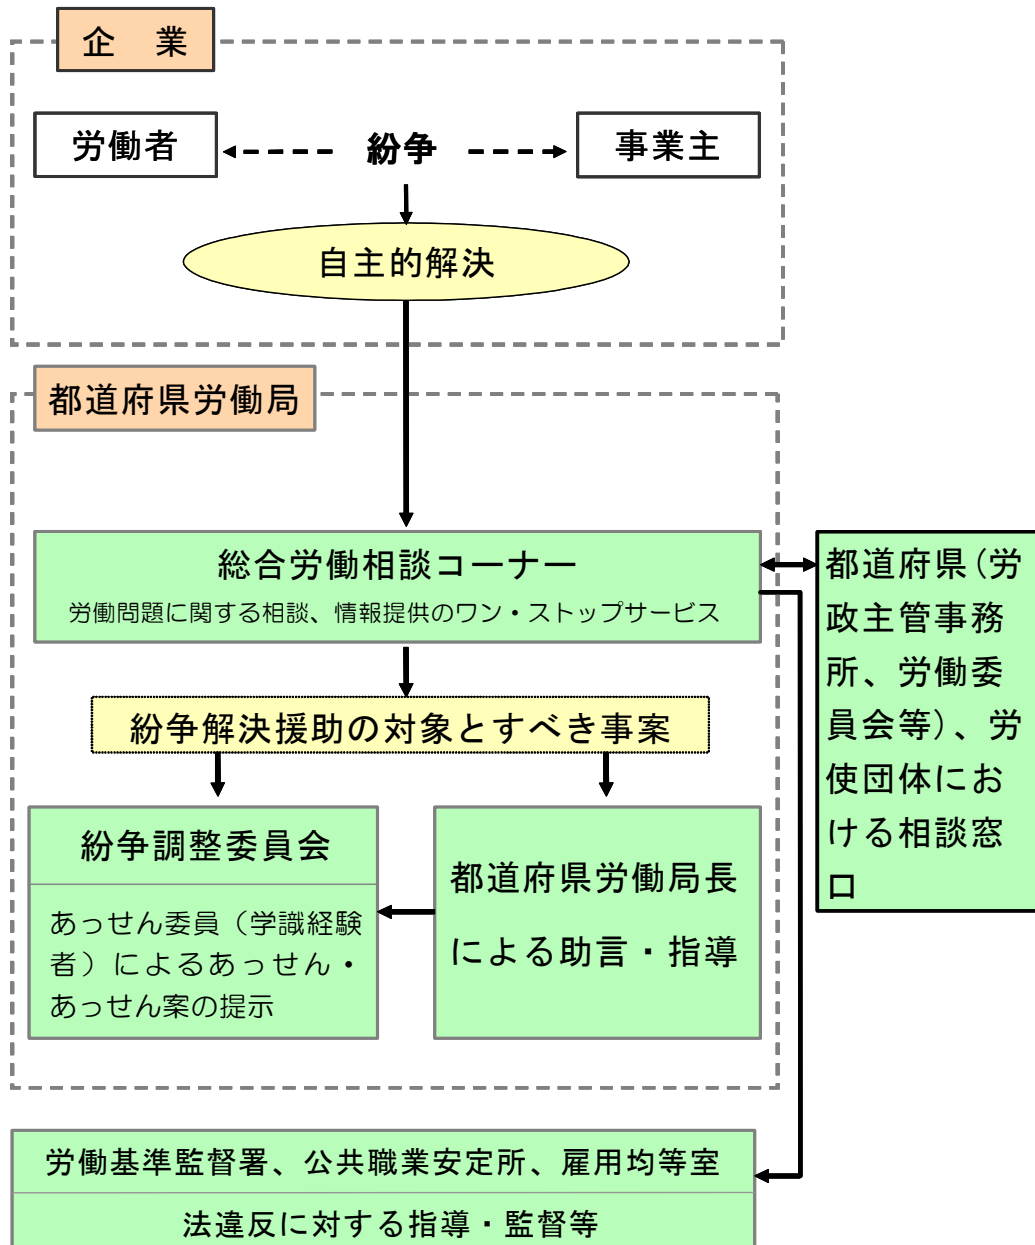 企　業
労働者
紛争
事業主
自主的解決
都道府県労働局
総合労働相談コーナー
労働問題に関する相談、情報提供のワン・ストップサービス
都道府県(労
政主管事務
所、労働委
員会等)、労
使団体にお
ける相談窓
口
紛争解決援助の対象とすべき事案
紛争調整委員会
あっせん委員（学識経験
者）によるあっせん・
あっせん案の提示
都道府県労働局長
による助言・指導
労働基準監督署、公共職業安定所、雇用均等室
法違反に対する指導・監督等